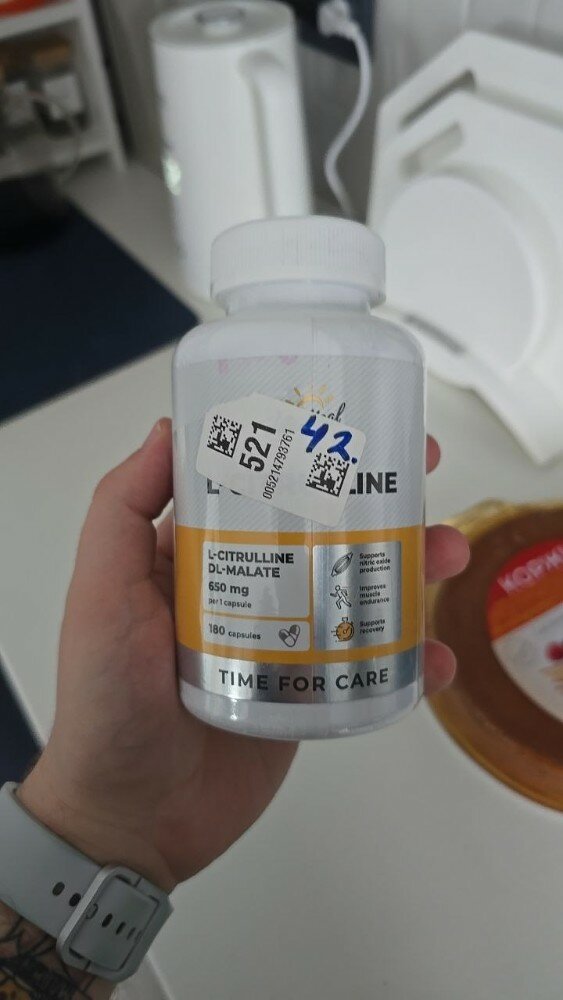 521
005214793761
42.
LINE
L-CITRULLINE
DL-MALATE
650 mg
per 1 capsule
180 capsules
Supports
nitric oxide
production
Improves
muscle
endurance
Supports
recovery
TIME FOR CARE